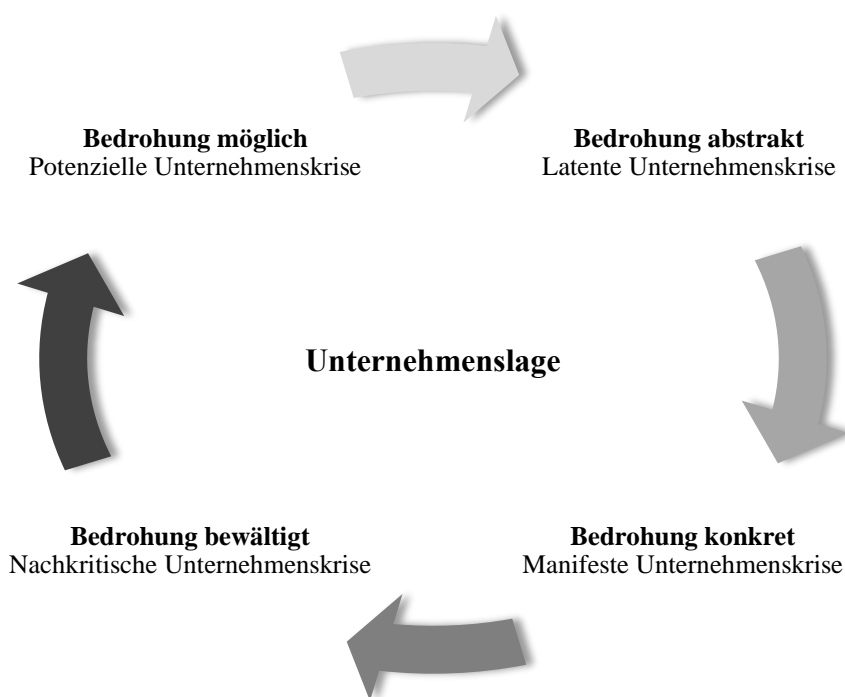 Bedrohung möglich
Potenzielle Unternehmenskrise
Bedrohung abstrakt
Latente Unternehmenskrise
Unternehmenslage
Bedrohung bewältigt
Nachkritische Unternehmenskrise
Bedrohung konkret
Manifeste Unternehmenskrise